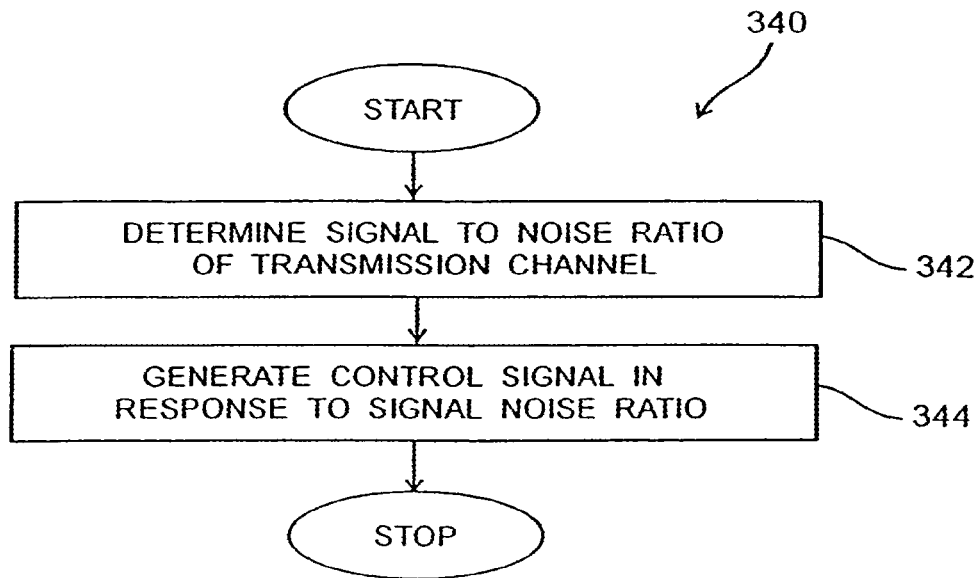 340
START
DETERMINE SIGNAL TO NOISE RATIO
OF TRANSMISSION CHANNEL
342
GENERATE CONTROL SIGNAL IN
RESPONSE TO SIGNAL NOISE RATIO
344
STOP